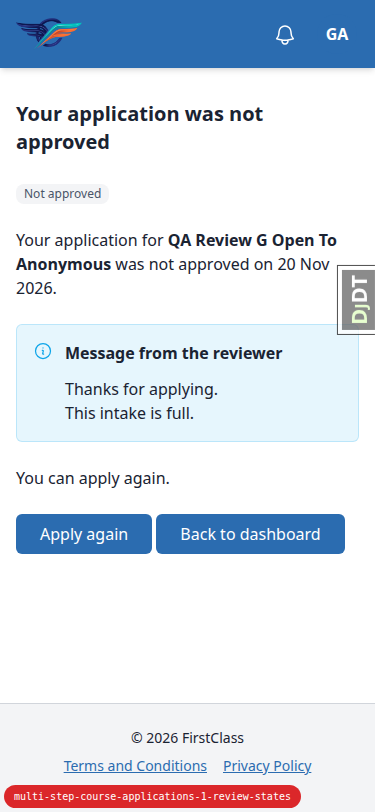 GA
Your application was not
approved
Not approved
Your application for QA Review G Open To
Anonymous was not approved on 20 Nov
2026.
DjDT
Message from the reviewer
Thanks for applying.
This intake is full.
You can apply again.
Apply again
Back to dashboard
© 2026 FirstClass
Terms and Conditions
Privacy Policy
multi-step-course-applications-1-review-states